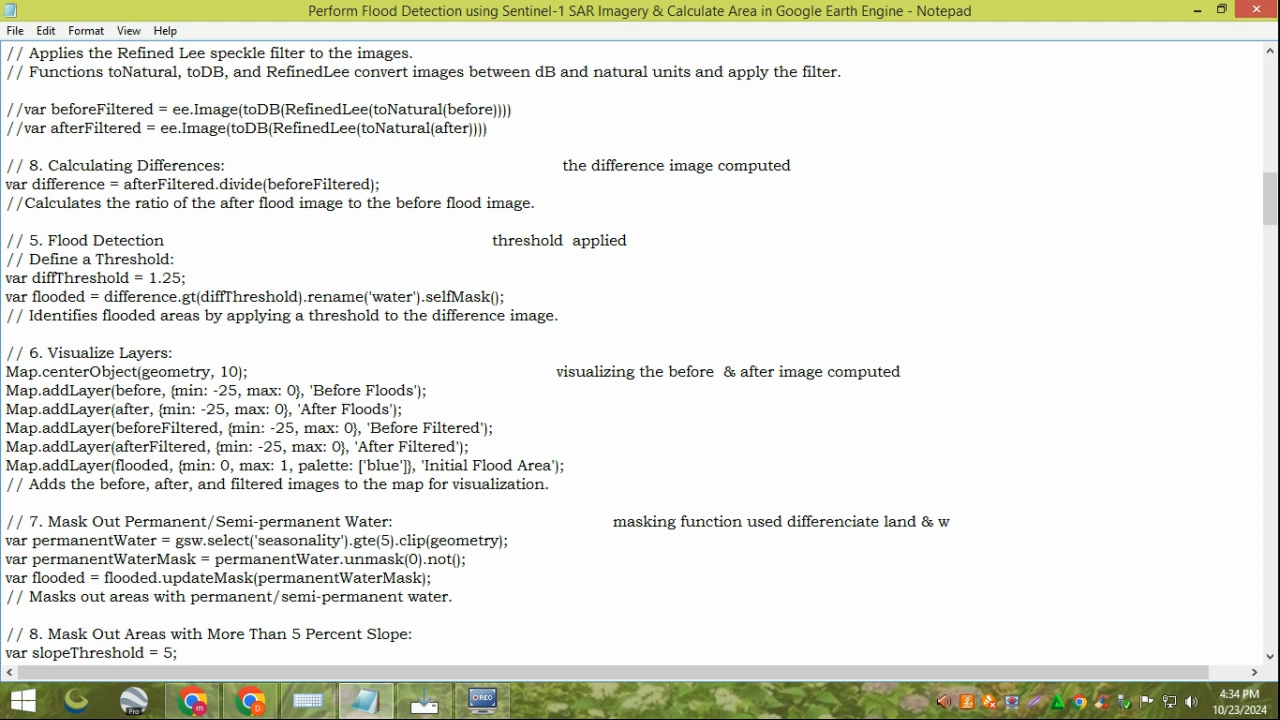 Perform Flood Detection using Sentinel-1 SAR Imagery & Calculate Area in Google Earth Engine - Notepad
File Edit Format View Help
// Applies the Refined Lee speckle filter to the images.
// Functions toNatural, toDB, and RefinedLee convert images between dB and natural units and apply the filter.
//var beforeFiltered = ee.Image(toDB(RefinedLee(toNatural(before))))
//var afterFiltered = ee.Image(toDB(RefinedLee(toNatural(after))))
// 8. Calculating Differences: the difference image computed
var difference = afterFiltered.divide(beforeFiltered);
//Calculates the ratio of the after flood image to the before flood image.
// 5. Flood Detection threshold applied
// Define a Threshold:
var diffThreshold = 1.25;
var flooded = difference.gt(diffThreshold).rename('water').selfMask();
// Identifies flooded areas by applying a threshold to the difference image.
// 6. Visualize Layers:
Map.centerObject(geometry, 10); visualizing the before & after image computed
Map.addLayer(before, {min: -25, max: 0}, 'Before Floods');
Map.addLayer(after, {min: -25, max: 0}, 'After Floods');
Map.addLayer(beforeFiltered, {min: -25, max: 0}, 'Before Filtered');
Map.addLayer(afterFiltered, {min: -25, max: 0}, 'After Filtered');
Map.addLayer(flooded, {min: 0, max: 1, palette: ['blue']}, 'Initial Flood Area');
// Adds the before, after, and filtered images to the map for visualization.
// 7. Mask Out Permanent/Semi-permanent Water: masking function used differenciate land & w
var permanentWater = gsw.select('seasonality').gte(5).clip(geometry);
var permanentWaterMask = permanentWater.unmask(0).not();
var flooded = flooded.updateMask(permanentWaterMask);
// Masks out areas with permanent/semi-permanent water.
// 8. Mask Out Areas with More Than 5 Percent Slope:
var slopeThreshold = 5;
Pro
m
D
REC
4:34 PM
10/23/2024